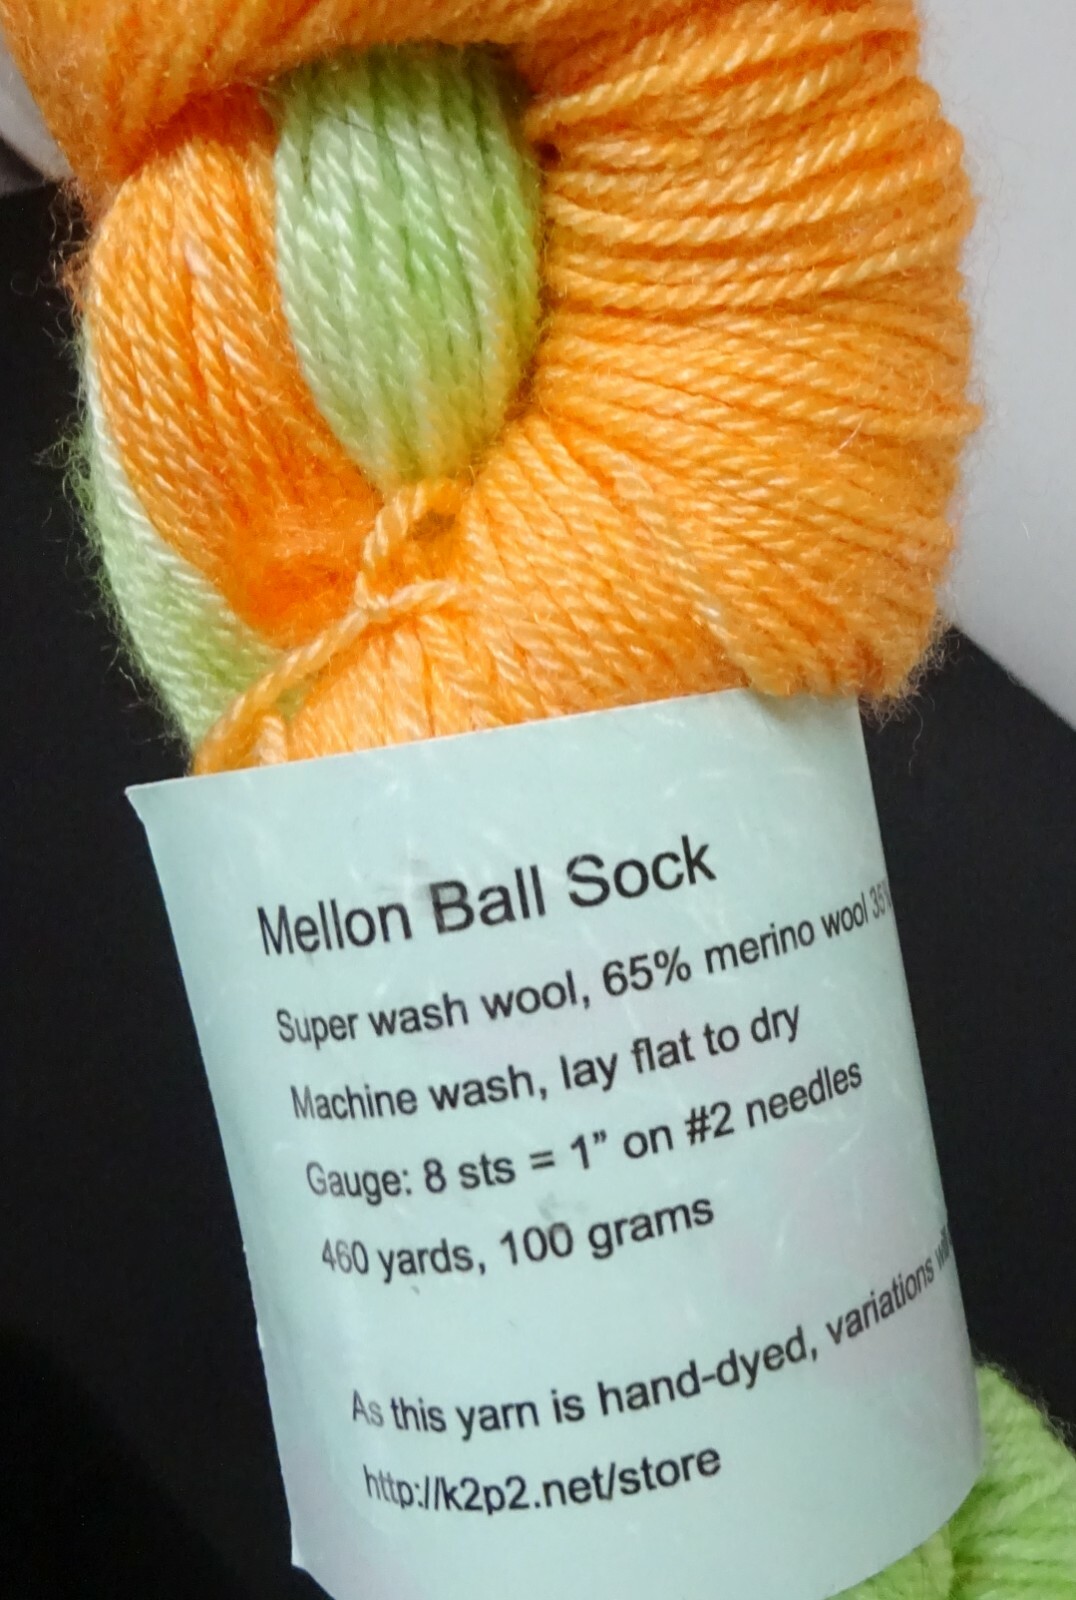 Mellon Ball Sock
Super wash wool, 65% merino wool
Machine wash, lay flat to dry
Gauge: 8 sts = 1” on #2 needles
460 yards, 100 grams
As this yarn is hand-dyed, variations
http://k2p2.net/store